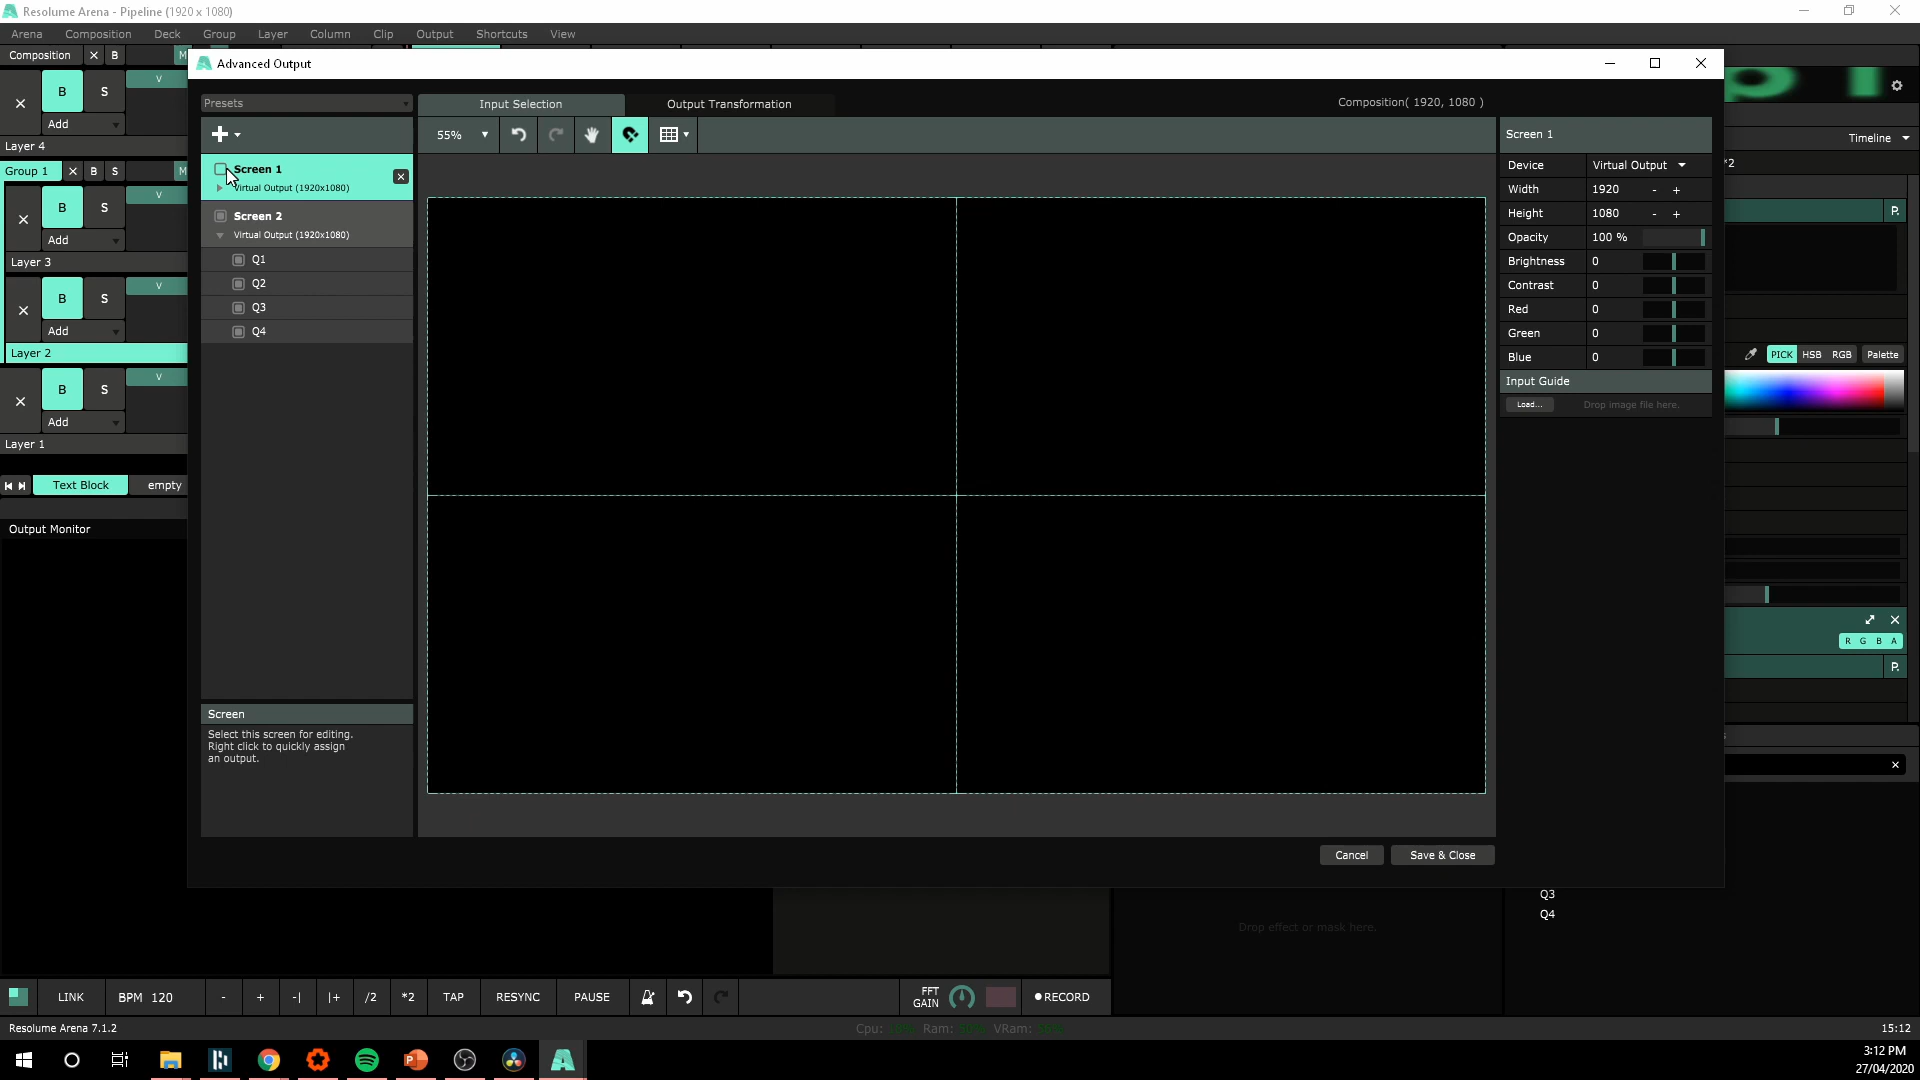 Resolume Arena - Pipeline (1920 x 1080)
Arena Composition Deck Group Layer Column Clip Output Shortcuts View
Composition X B M
Advanced Output
B S V
Add
Layer 4
Group 1 X B S M
B S V
Add
Layer 3
B S V
Add
Layer 2
B S V
Add
Layer 1
Text Block empty
Output Monitor
Presets
Screen 1
Virtual Output (1920x1080)
Screen 2
Virtual Output (1920x1080)
Q1
Q2
Q3
Q4
Screen
Select this screen for editing.
Right click to quickly assign
an output.
Input Selection Output Transformation Composition( 1920, 1080 )
55%
Screen 1
Device Virtual Output
Width 1920 - +
Height 1080 - +
Opacity 100 %
Brightness 0
Contrast 0
Red 0
Green 0
Blue 0
Input Guide
Load... Drop image file here.
Cancel Save & Close
Timeline
*2
P.
PICK HSB RGB Palette
R G B A
P.
Q3
Q4
Drop effect or mask here.
LINK BPM 120 - + -| |+ /2 *2 TAP RESYNC PAUSE
FFT
GAIN
RECORD
Resolume Arena 7.1.2
Cpu: Ram: VRam:
15:12
3:12 PM
27/04/2020